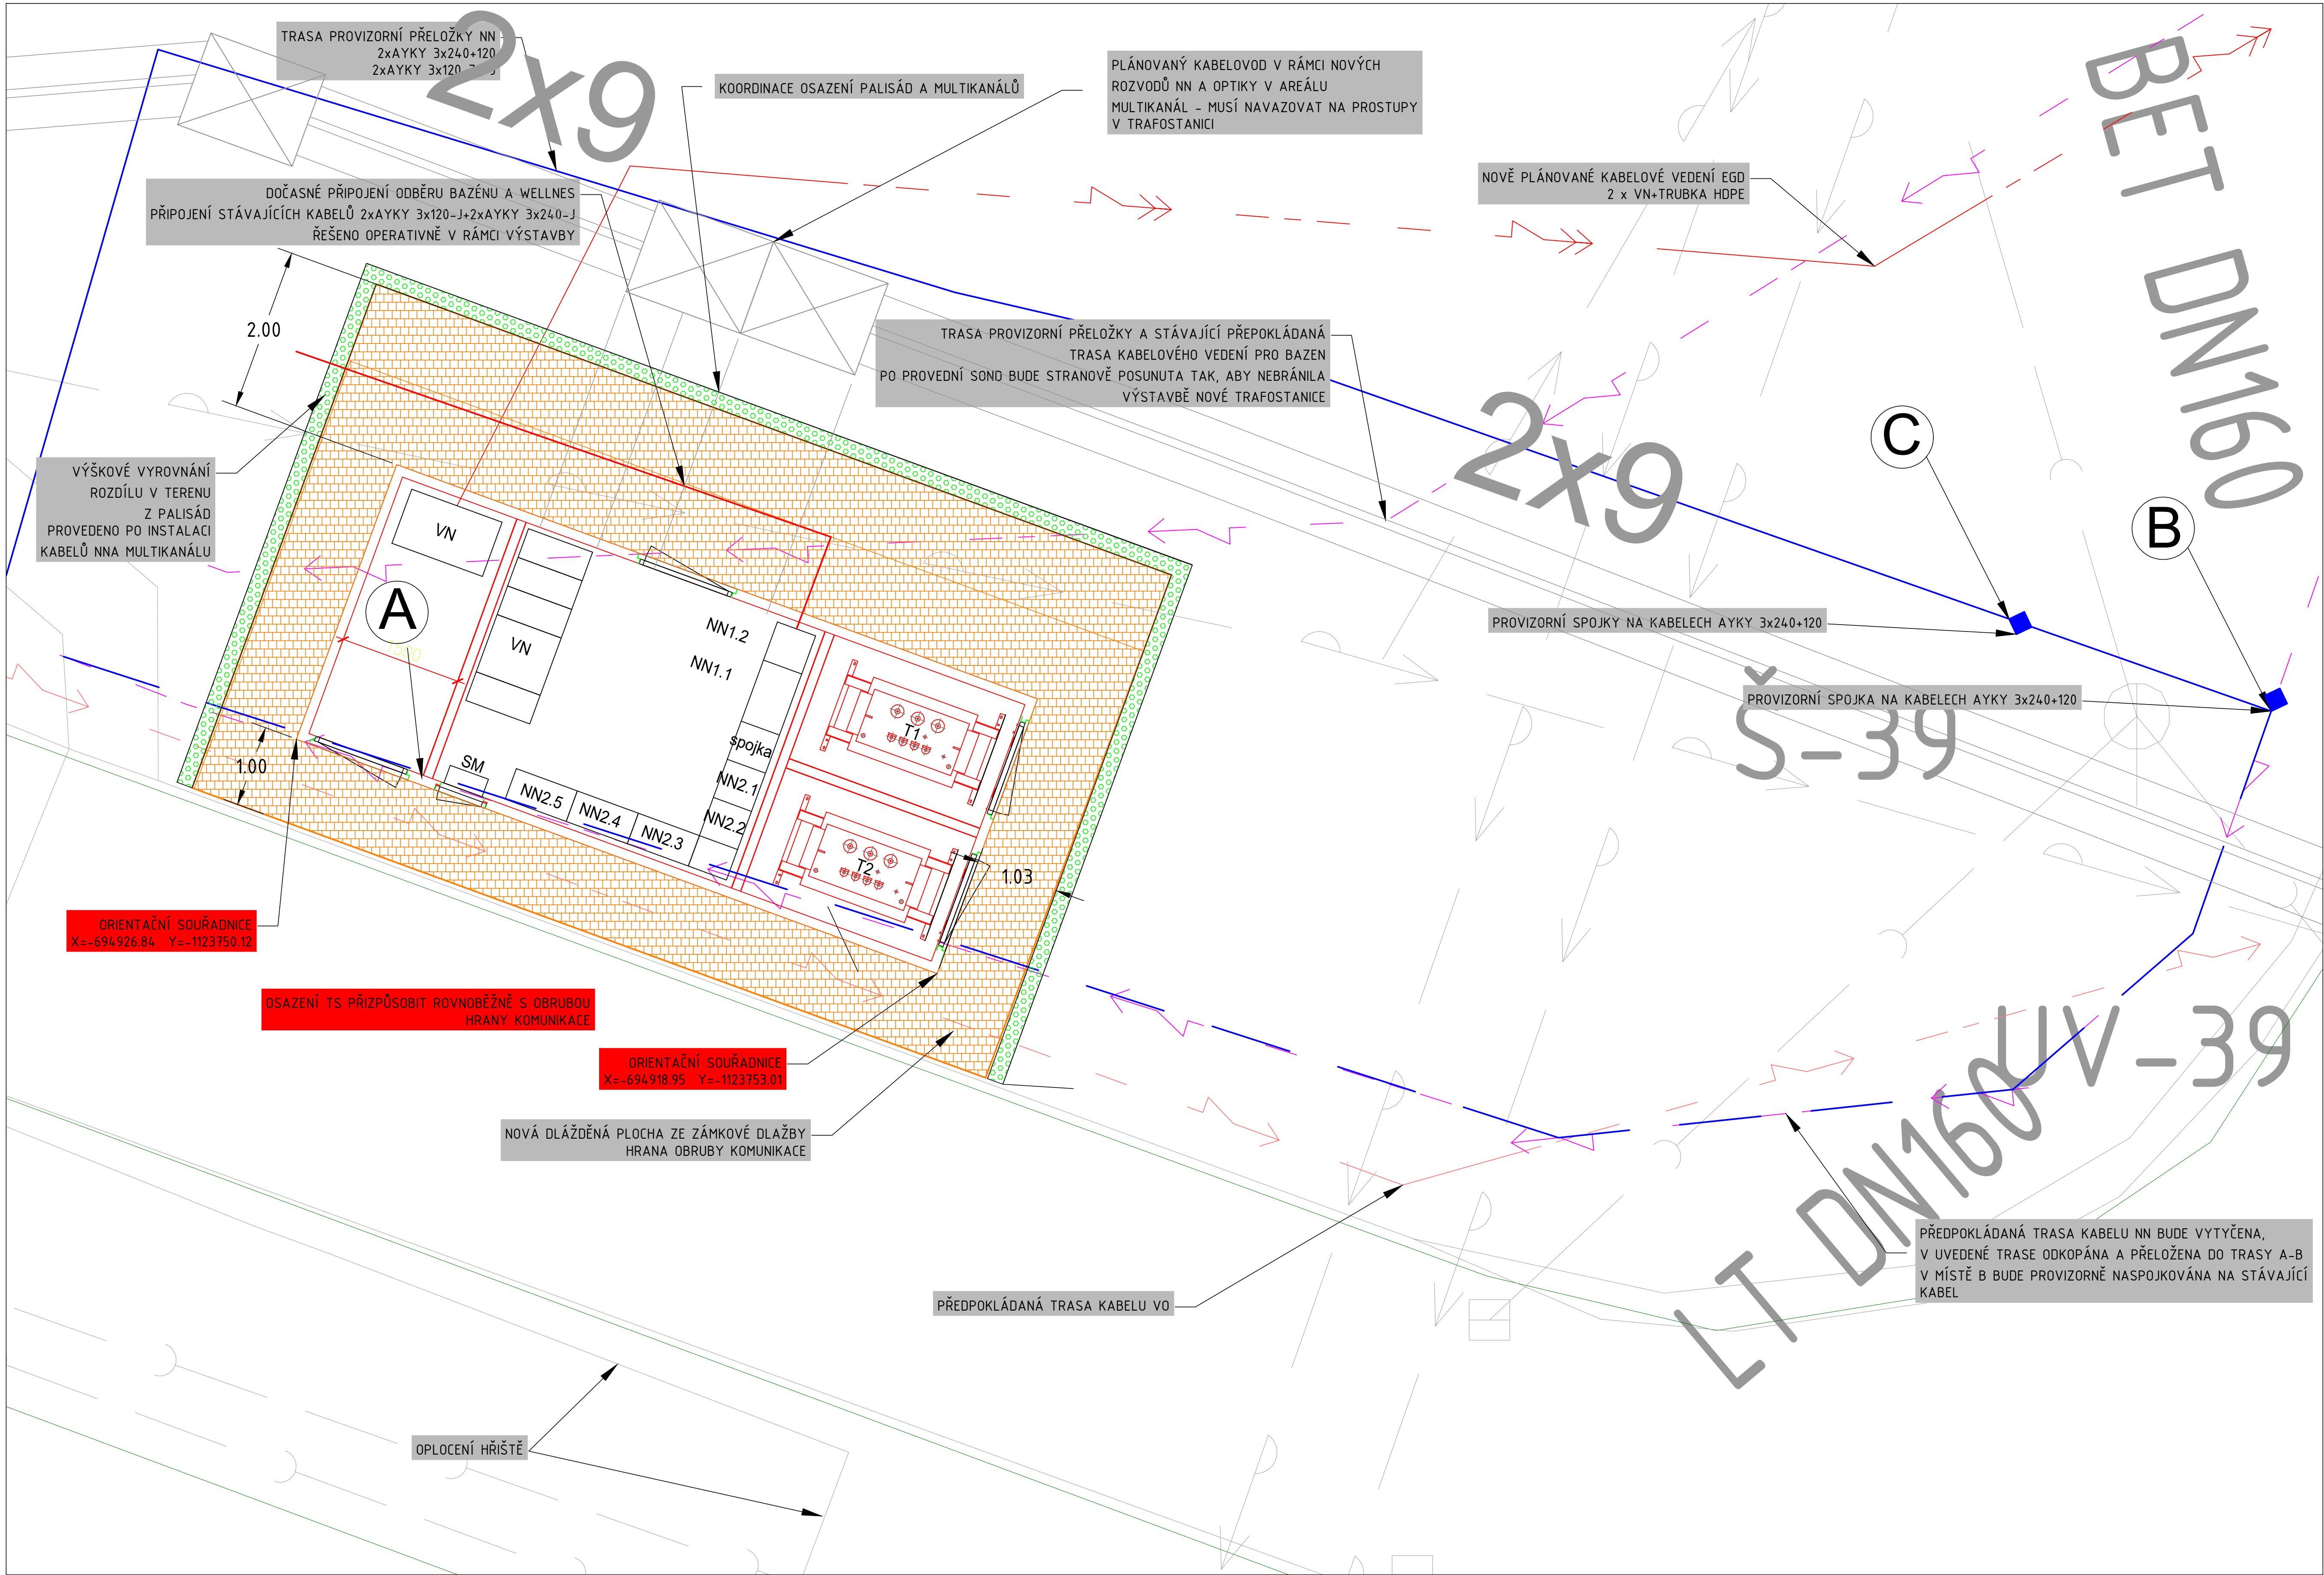 TRASA PROVIZORNÍ PŘELOŽKY NN
2xAYKY 3x240+120
2xAYKY 3x120
2x9
KOORDINACE OSAZENÍ PALISÁD A MULTIKANÁLŮ
PLÁNOVANÝ KABELOVOD V RÁMCI NOVÝCH
ROZVODŮ NN A OPTIKY V AREÁLU
MULTIKANÁL - MUSÍ NAVAZOVAT NA PROSTUPY
V TRAFOSTANICI
BET DN160
NOVĚ PLÁNOVANÉ KABELOVÉ VEDENÍ EGD
2 x VN+TRUBKA HDPE
DOČASNÉ PŘIPOJENÍ ODBĚRU BAZÉNU A WELLNES
PŘIPOJENÍ STÁVAJÍCÍCH KABELŮ 2xAYKY 3x120-J+2xAYKY 3x240-J
ŘEŠENO OPERATIVNĚ V RÁMCI VÝSTAVBY
2.00
TRASA PROVIZORNÍ PŘELOŽKY A STÁVAJÍCÍ PŘEPOKLÁDANÁ
TRASA KABELOVÉHO VEDENÍ PRO BAZEN
PO PROVEDNÍ SOND BUDE STRANOVĚ POSUNUTA TAK, ABY NEBRÁNILA
VÝSTAVBĚ NOVÉ TRAFOSTANICE
2x9
C
B
VÝŠKOVÉ VYROVNÁNÍ
ROZDÍLU V TERENU
Z PALISÁD
PROVEDENO PO INSTALACI
KABELŮ NNA MULTIKANÁLU
VN
A
1500
VN
NN1.2
NN1.1
PROVIZORNÍ SPOJKY NA KABELECH AYKY 3x240+120
PROVIZORNÍ SPOJKA NA KABELECH AYKY 3x240+120
Š-39
T1
spojka
NN2.1
NN2.2
SM
NN2.5
NN2.4
NN2.3
T2
1.00
1.03
ORIENTAČNÍ SOUŘADNICE
X=-694926.84 Y=-1123750.12
OSAZENÍ TS PŘIZPŮSOBIT ROVNOBĚŽNĚ S OBRUBOU
HRANY KOMUNIKACE
ORIENTAČNÍ SOUŘADNICE
X=-694918.95 Y=-1123753.01
UV-39
LT DN160
NOVÁ DLÁŽDĚNÁ PLOCHA ZE ZÁMKOVÉ DLAŽBY
HRANA OBRUBY KOMUNIKACE
PŘEDPOKLÁDANÁ TRASA KABELU NN BUDE VYTYČENA,
V UVEDENÉ TRASE ODKOPÁNA A PŘELOŽENA DO TRASY A-B
V MÍSTĚ B BUDE PROVIZORNĚ NASPOJKOVÁNA NA STÁVAJÍCÍ
KABEL
PŘEDPOKLÁDANÁ TRASA KABELU VO
OPLOCENÍ HŘIŠTĚ